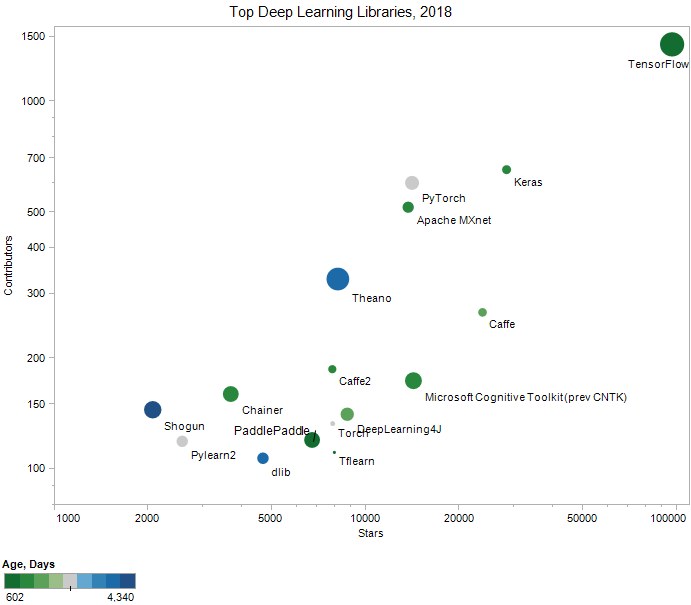 Top Deep Learning Libraries, 2018
1500
TensorFlow
1000
700
Keras
PyTorch
500
Apache MXnet
400
Contributors
300
Theano
Caffe
200
Caffe2
Microsoft Cognitive Toolkit(prev CNTK)
150
Chainer
Shogun
PaddlePaddle
Torch
DeepLearning4J
Pylearn2
Tflearn
100
dlib
1000 2000 5000 10000 20000 50000 100000
Stars
Age, Days
602 4,340